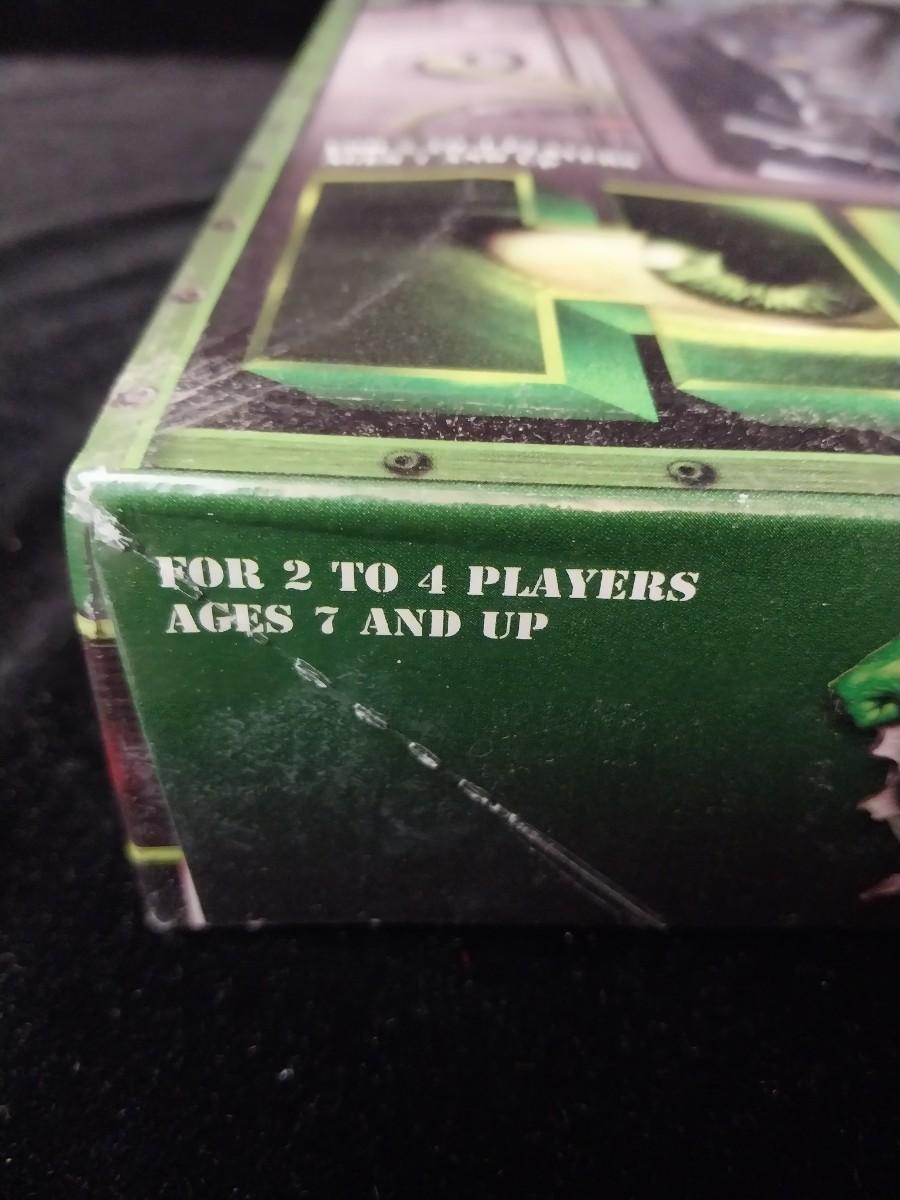 FOR 2 TO 4 PLAYERS
AGES 7 AND UP